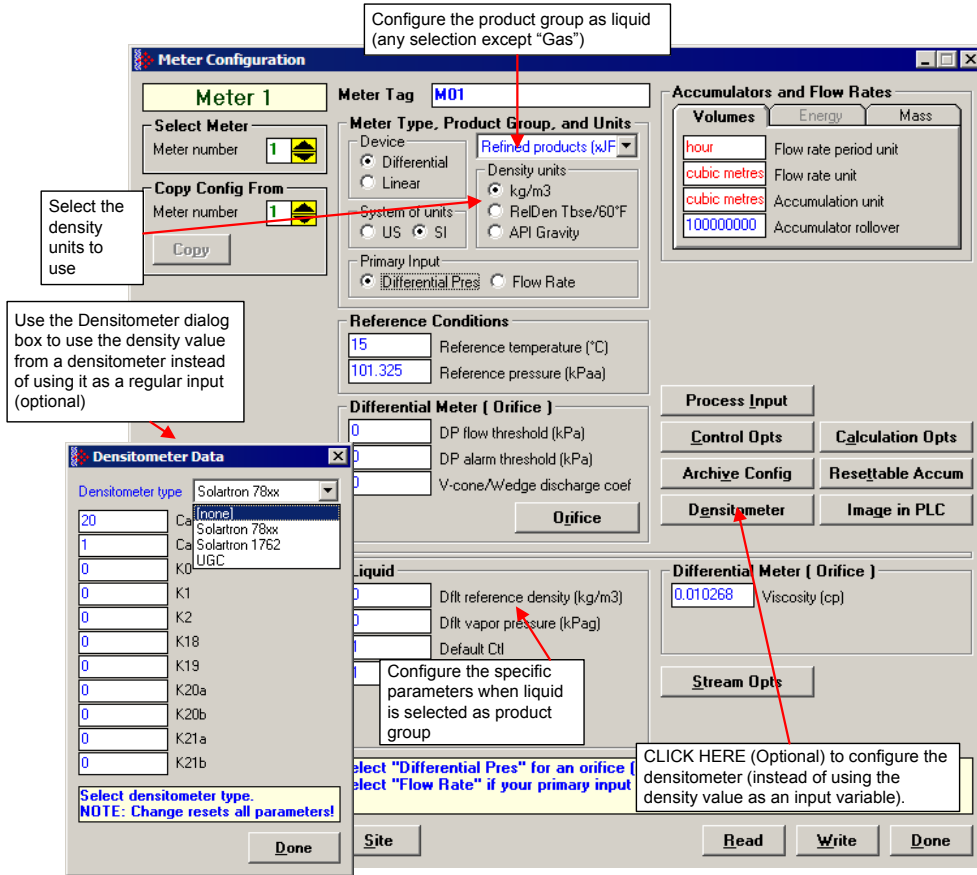 Configure the product group as liquid
(any selection except “Gas”)
Meter Configuration
Meter 1
Meter Tag
M01
Select Meter
Meter number
1
Copy Config From
Meter number
1
Copy
Select the
density
units to
use
Meter Type, Product Group, and Units
Device
Differential
Linear
Refined products (xJF
System of units
US
SI
Density units
kg/m3
RelDen Tbse/60°F
API Gravity
Primary Input
Differential Pres
Flow Rate
Accumulators and Flow Rates
Volumes
Energy
Mass
hour
Flow rate period unit
cubic metres
Flow rate unit
cubic metres
Accumulation unit
100000000
Accumulator rollover
Use the Densitometer dialog
box to use the density value
from a densitometer instead
of using it as a regular input
(optional)
Reference Conditions
15
Reference temperature (°C)
101.325
Reference pressure (kPaa)
Differential Meter ( Orifice )
0
DP flow threshold (kPa)
0
DP alarm threshold (kPa)
0
V-cone/Wedge discharge coef
Orifice
Process Input
Control Opts
Calculation Opts
Archive Config
Resettable Accum
Densitometer
Image in PLC
Densitometer Data
Densitometer type
Solartron 78xx
[none]
Solartron 78xx
Solartron 1762
UGC
20
Ca
1
Ca
0
K0
0
K1
0
K2
0
K18
0
K19
0
K20a
0
K20b
0
K21a
0
K21b
Select densitometer type.
NOTE: Change resets all parameters!
Done
Liquid
0
Dflt reference density (kg/m3)
0
Dflt vapor pressure (kPag)
1
Default Ctl
1
Configure the specific
parameters when liquid
is selected as product
group
Differential Meter ( Orifice )
0.010268
Viscosity (cp)
Stream Opts
CLICK HERE (Optional) to configure the
densitometer (instead of using the
density value as an input variable).
elect "Differential Pres" for an orifice (
elect "Flow Rate" if your primary input
Site
Read
Write
Done